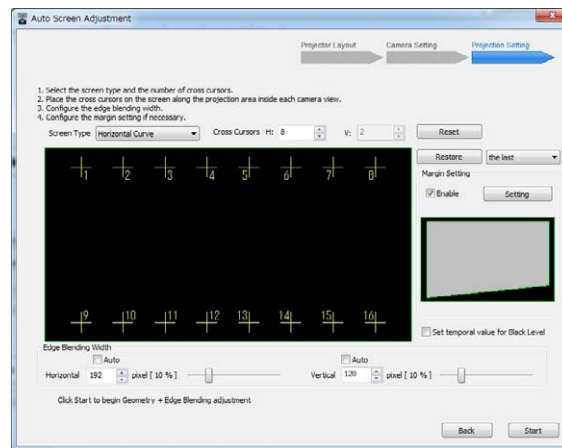 Auto Screen Adjustment
Projector Layout Camera Setting Projection Setting
1. Select the screen type and the number of cross cursors.
2. Place the cross cursors on the screen along the projection area inside each camera view.
3. Configure the edge blending width.
4. Configure the margin setting if necessary.
Screen Type Horizontal Curve Cross Cursors H: 8 V: 2 Reset
Restore the last
Margin Setting
Enable Setting
1 2 3 4 5 6 7 8
9 10 11 12 13 14 15 16
Set temporal value for Black Level
Edge Blending Width
Auto Auto
Horizontal 192 pixel [ 10 % ] Vertical 120 pixel [ 10 % ]
Click Start to begin Geometry + Edge Blending adjustment
Back Start